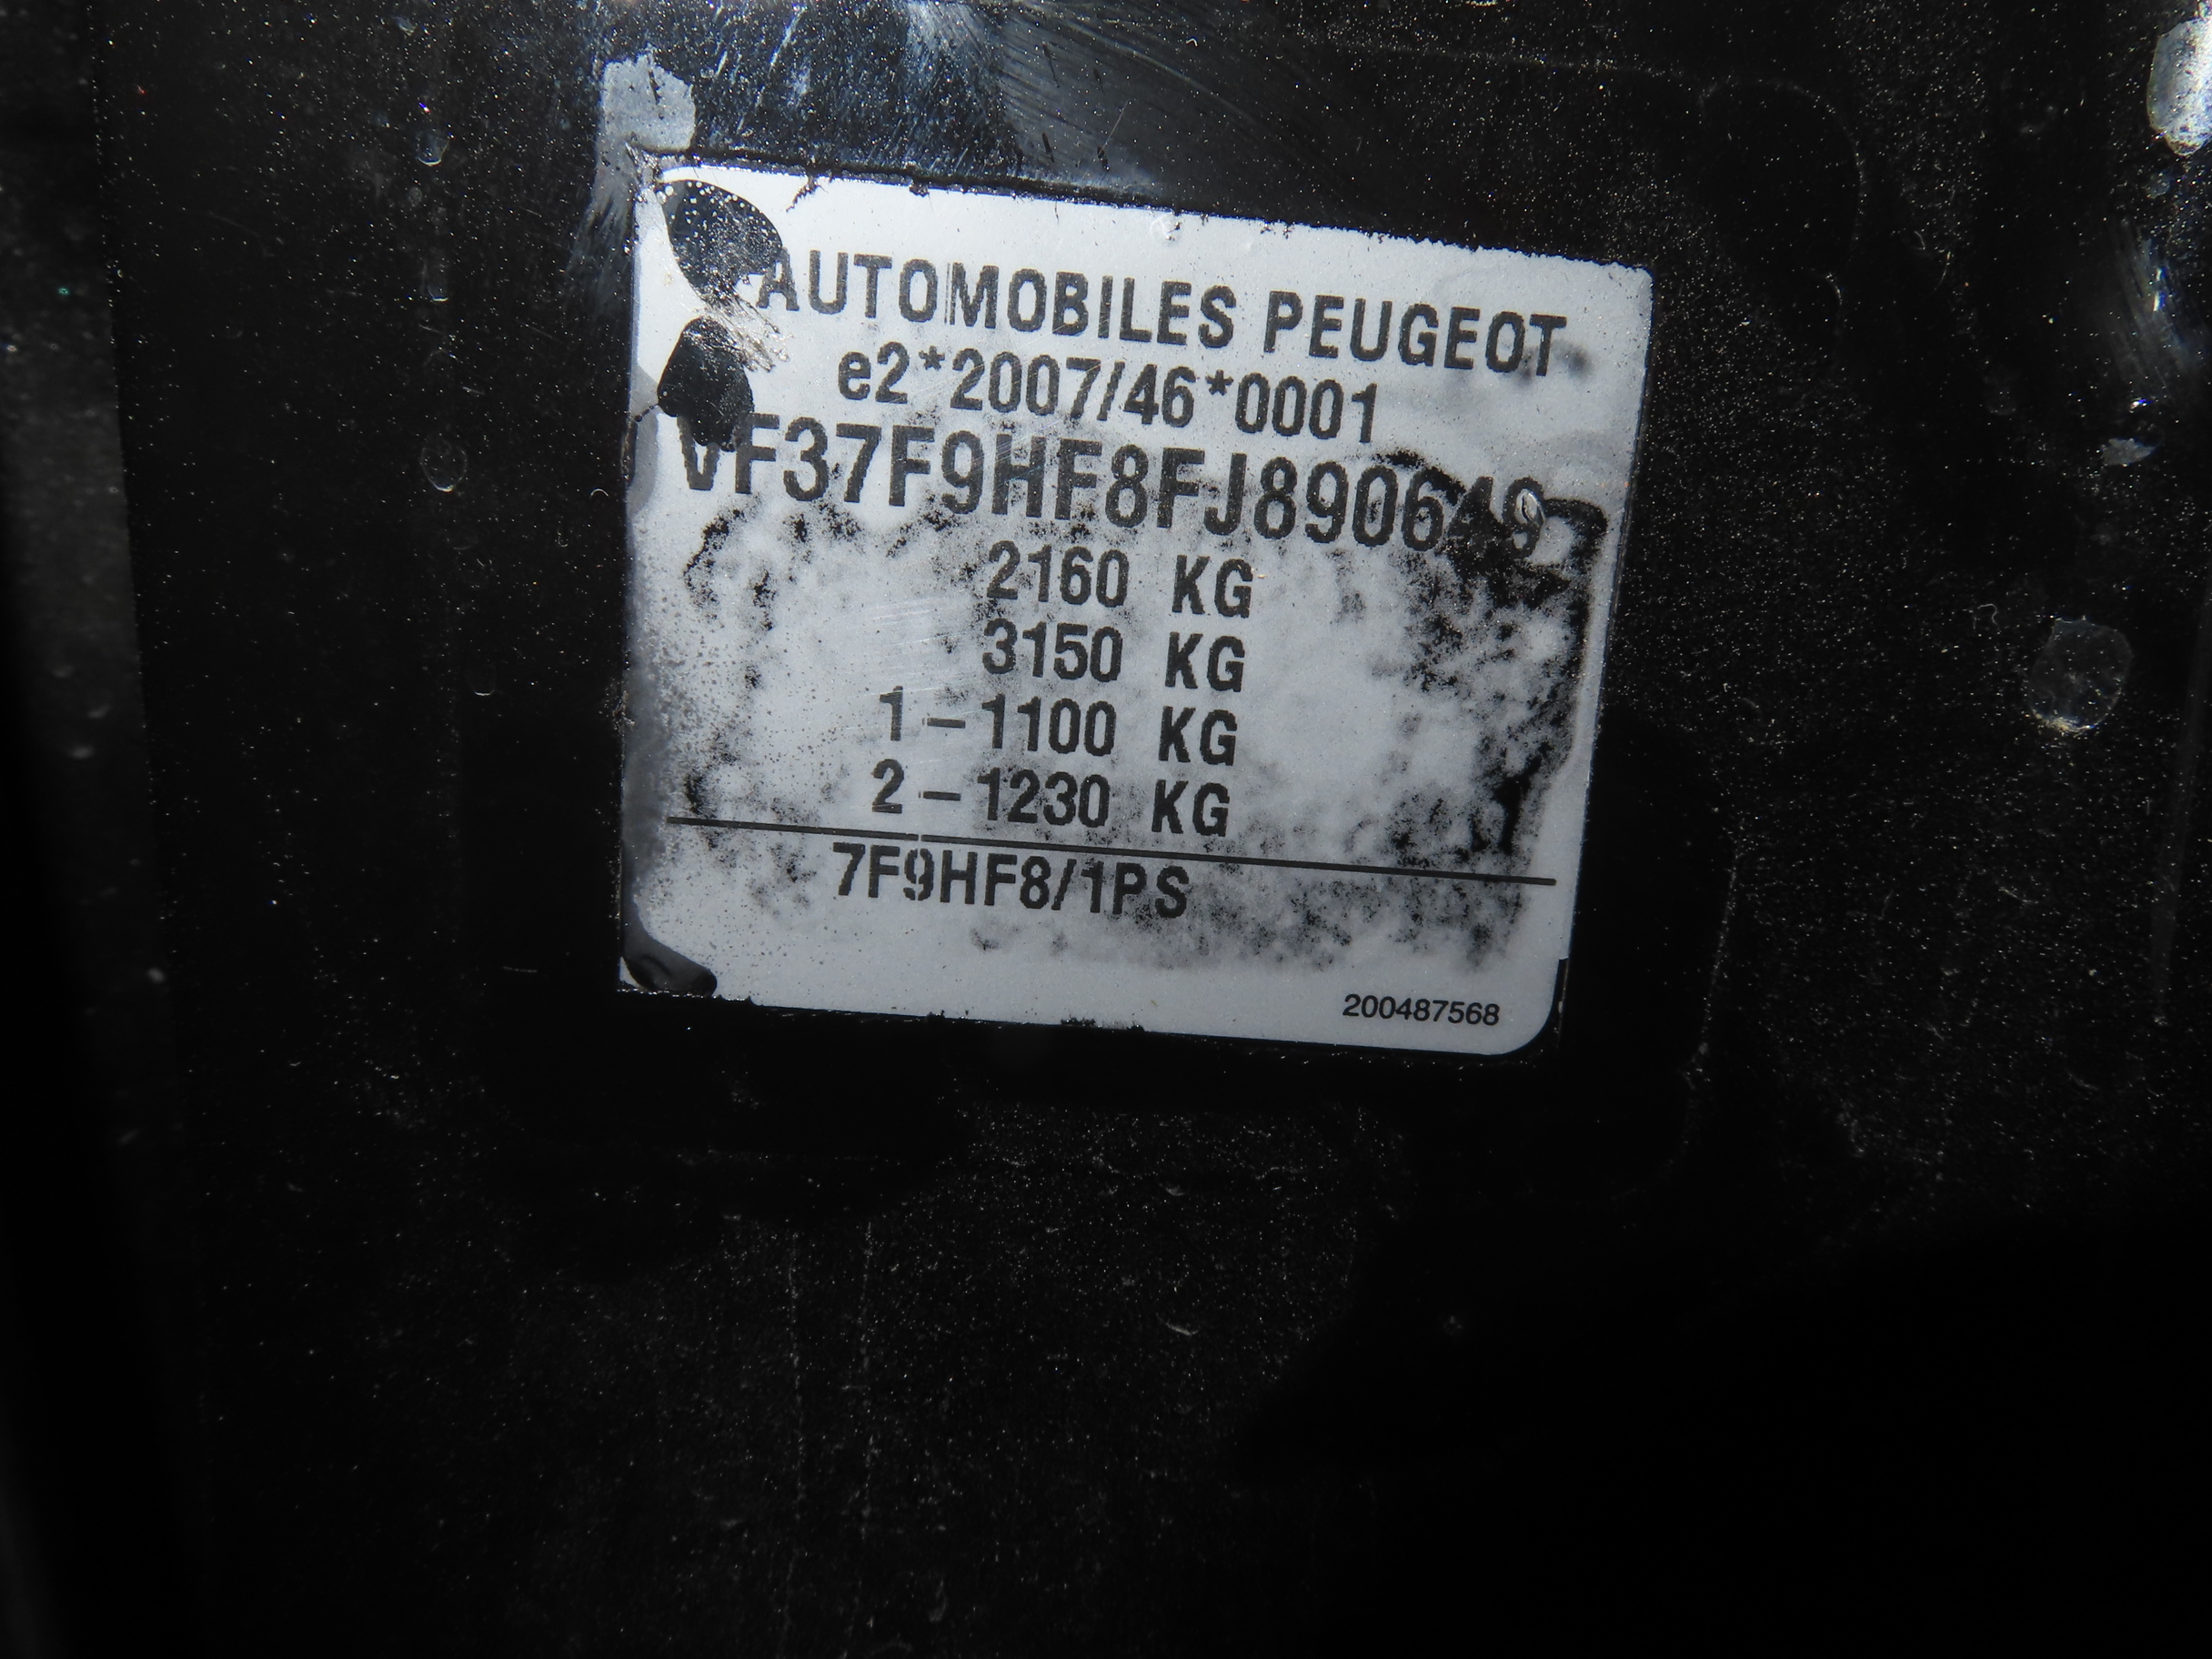 AUTOMOBILES PEUGEOT
e2*2007/46*0001
VF37F9HF8FJ890649
2160 KG
3150 KG
1 – 1100 KG
2 – 1230 KG
7F9HF8/1PS
200487568